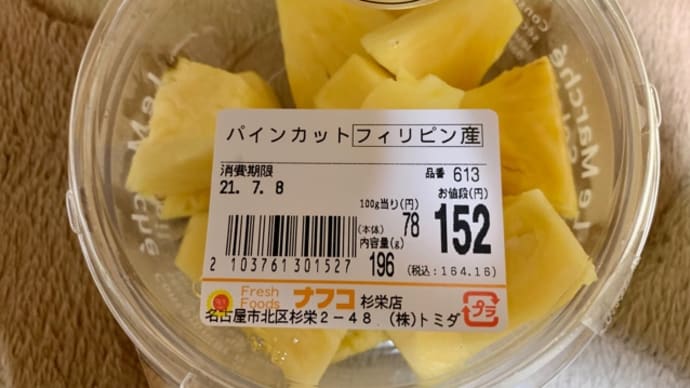 パインカット フィリピン産
消費期限
21. 7. 8
品番 613
100g当り(円)
78
お値段(円)
(本体) 152
内容量(g)
196
(税込:164.16)
2 103761301527
Fresh Foods ナフコ 杉栄店
プラ
名古屋市北区杉栄2-48 (株)トミダ
Marché